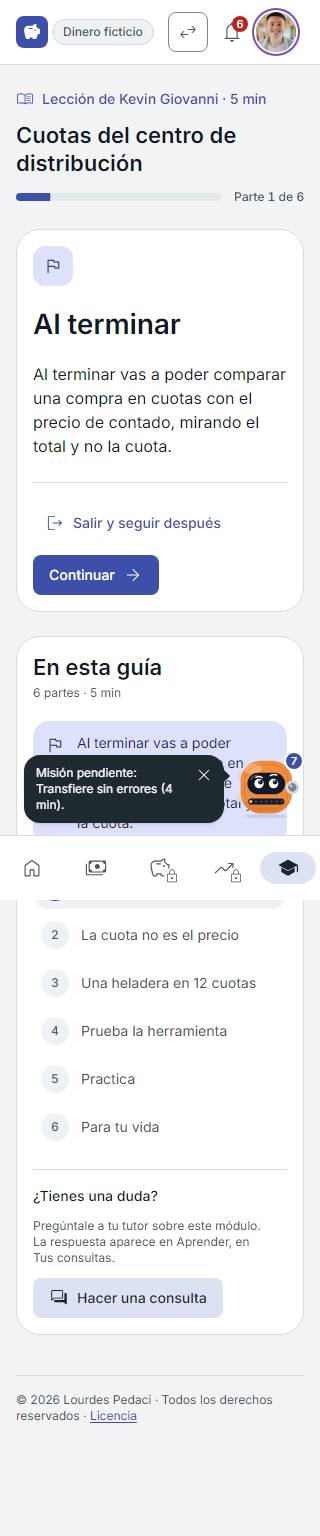 Dinero ficticio
6
Lección de Kevin Giovanni · 5 min
Cuotas del centro de
distribución
Parte 1 de 6
Al terminar
Al terminar vas a poder comparar
una compra en cuotas con el
precio de contado, mirando el
total y no la cuota.
Salir y seguir después
Continuar
En esta guía
6 partes · 5 min
Al terminar vas a poder
en
Misión pendiente:
Transfiere sin errores (4
min).
7
la cuota.
2 La cuota no es el precio
3 Una heladera en 12 cuotas
4 Prueba la herramienta
5 Practica
6 Para tu vida
¿Tienes una duda?
Pregúntale a tu tutor sobre este módulo.
La respuesta aparece en Aprender, en
Tus consultas.
Hacer una consulta
© 2026 Lourdes Pedaci · Todos los derechos
reservados · Licencia